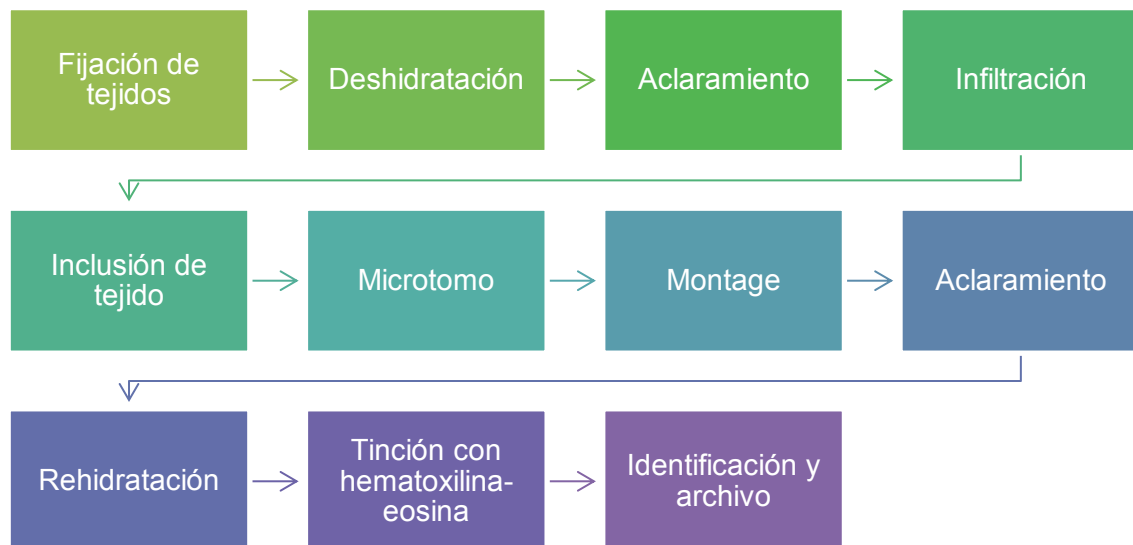 Fijación de
tejidos
Deshidratación
Aclaramiento
Infiltración
Inclusión de
tejido
Microtomo
Montage
Aclaramiento
Rehidratación
Tinción con
hematoxilina-
eosina
Identificación y
archivo